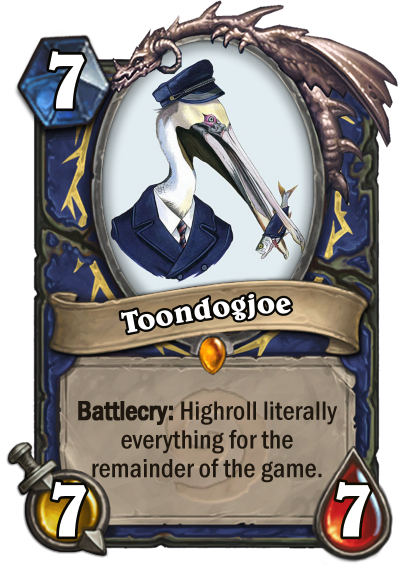 7
Toondogjoe
Battlecry: Highroll literally
everything for the
remainder of the game.
7
7